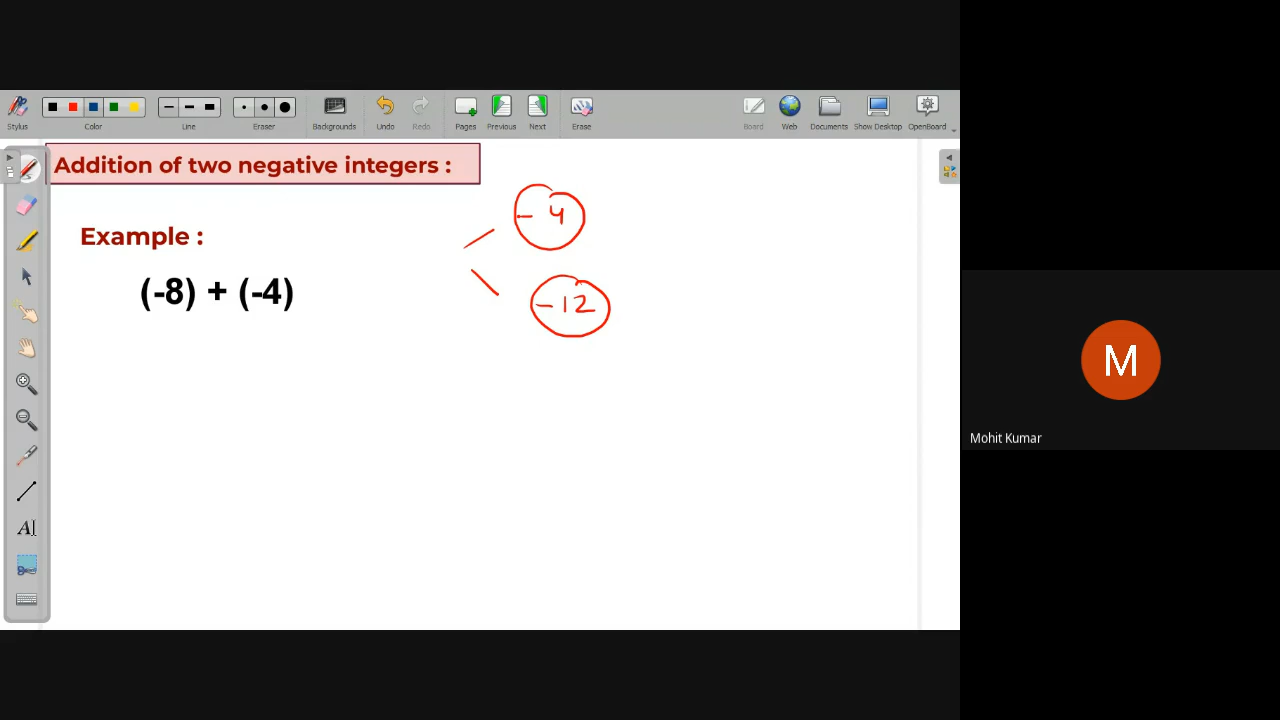 Stylus Color Line Eraser Backgrounds Undo Redo Pages Previous Next Erase Board Web Documents Show Desktop OpenBoard
Addition of two negative integers :
- 4
Example :
(-8) + (-4)
- 12
A
M
Mohit Kumar